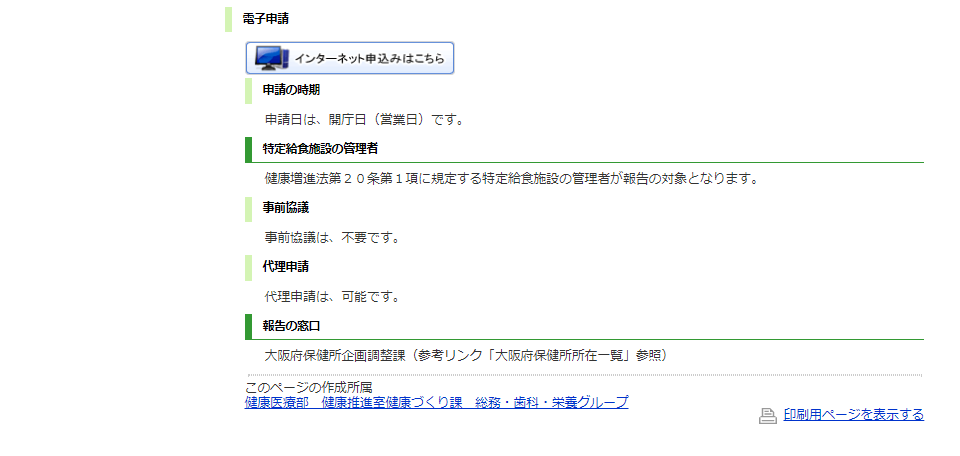 電子申請
インターネット申込みはこちら
申請の時期
申請日は、開庁日（営業日）です。
特定給食施設の管理者
健康増進法第２０条第１項に規定する特定給食施設の管理者が報告の対象となります。
事前協議
事前協議は、不要です。
代理申請
代理申請は、可能です。
報告の窓口
大阪府保健所企画調整課（参考リンク「大阪府保健所所在一覧」参照）
このページの作成所属
健康医療部　健康推進室健康づくり課　総務・歯科・栄養グループ
印刷用ページを表示する